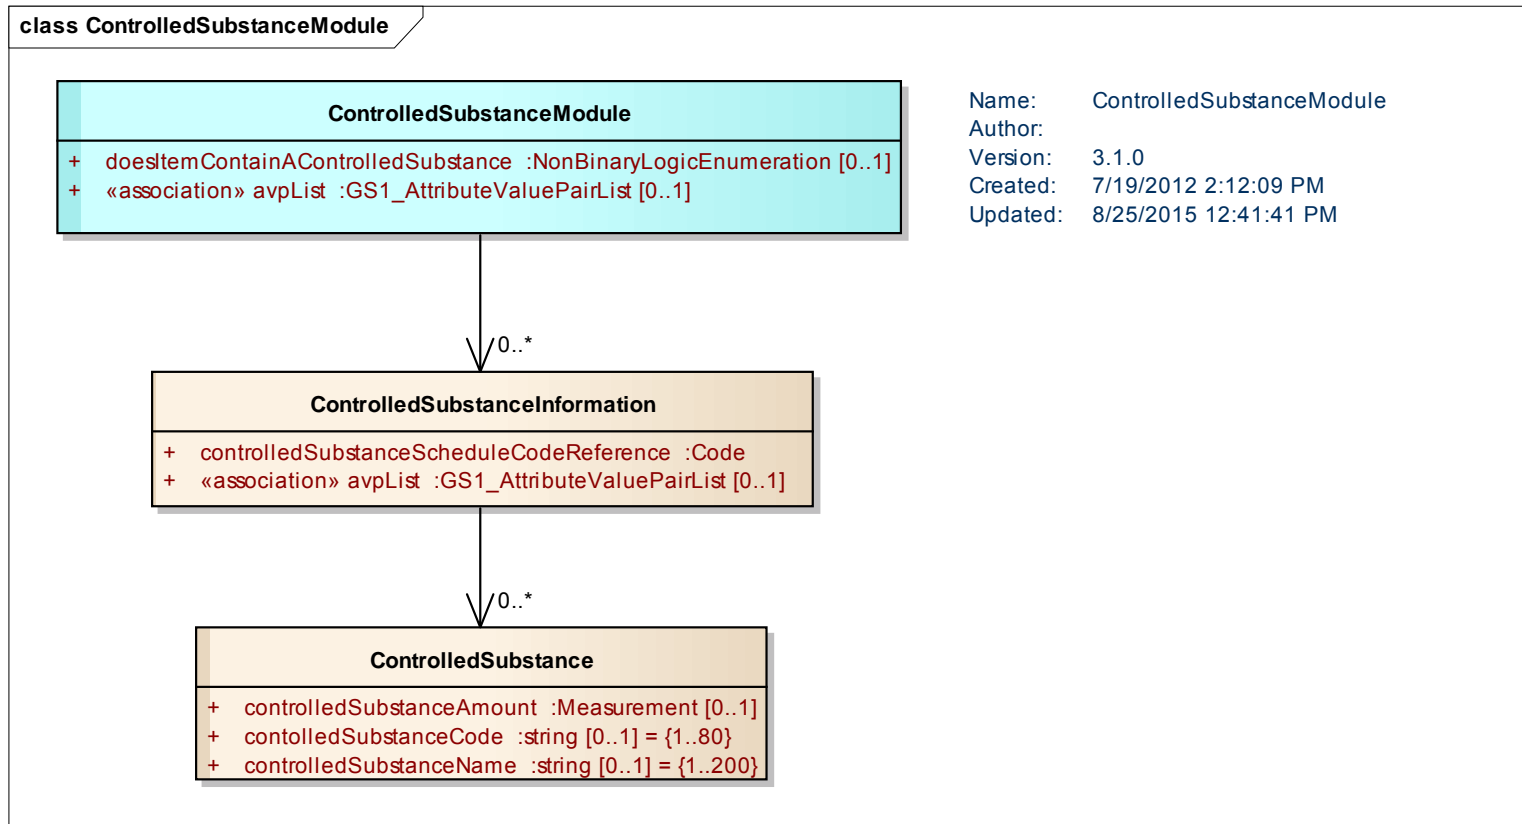 class ControlledSubstanceModule
ControlledSubstanceModule
+ doesItemContainAControlledSubstance :NonBinaryLogicEnumeration [0..1]
+ «association» avpList :GS1_AttributeValuePairList [0..1]
Name: ControlledSubstanceModule
Author:
Version: 3.1.0
Created: 7/19/2012 2:12:09 PM
Updated: 8/25/2015 12:41:41 PM
0..*
ControlledSubstanceInformation
+ controlledSubstanceScheduleCodeReference :Code
+ «association» avpList :GS1_AttributeValuePairList [0..1]
0..*
ControlledSubstance
+ controlledSubstanceAmount :Measurement [0..1]
+ contolledSubstanceCode :string [0..1] = {1..80}
+ controlledSubstanceName :string [0..1] = {1..200}